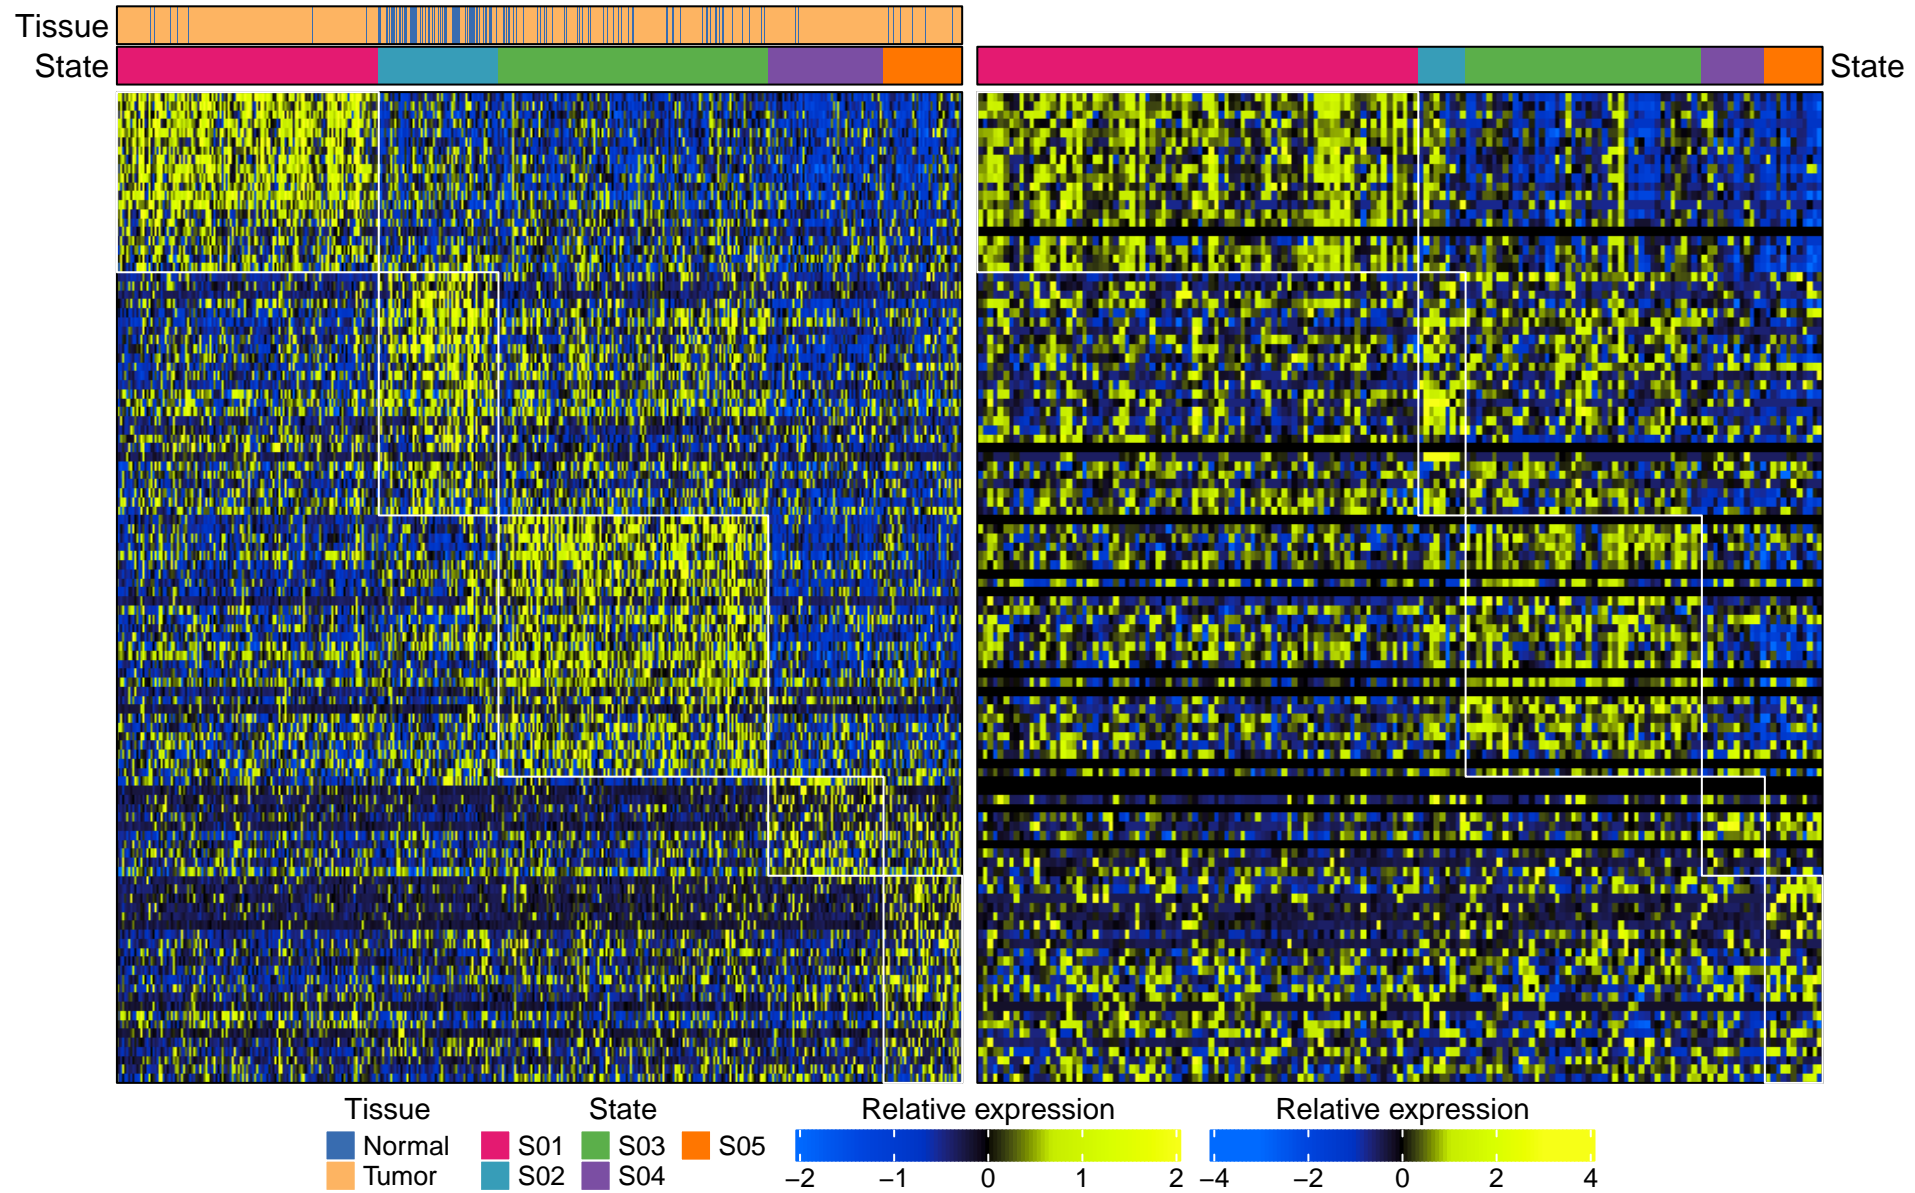 Tissue
State
State
Tissue State Relative expression Relative expression
Normal S01 S03 S05
Tumor S02 S04
−2 −1 0 1 2 −4 −2 0 2 4